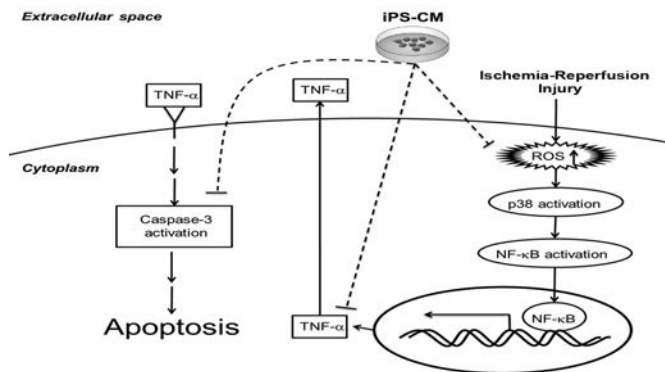 Extracellular space
iPS-CM
TNF-α
TNF-α
Ischemia-Reperfusion
Injury
Cytoplasm
ROS
p38 activation
Caspase-3
activation
NF-κB activation
Apoptosis
TNF-α
NF-κB